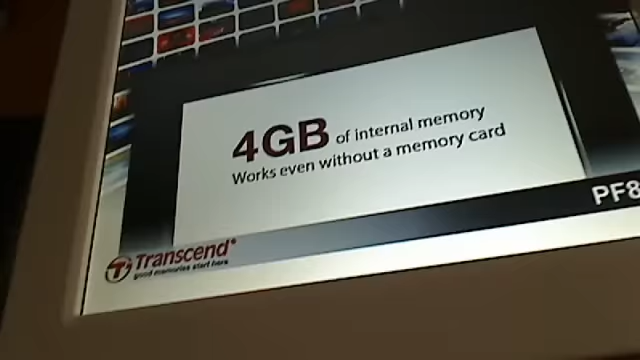 4GB of internal memory
Works even without a memory card
PF8
Transcend®
good memories start here